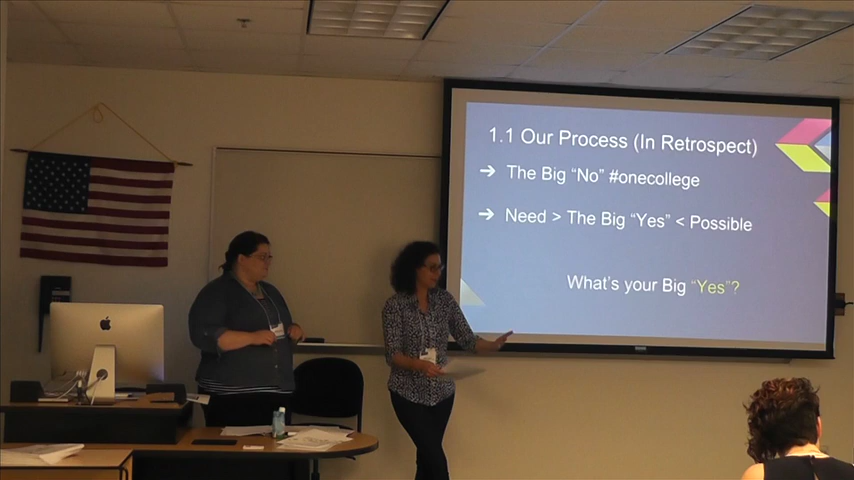 1.1 Our Process (In Retrospect)
➔ The Big “No” #onecollege
➔ Need > The Big “Yes” < Possible
What’s your Big “Yes”?